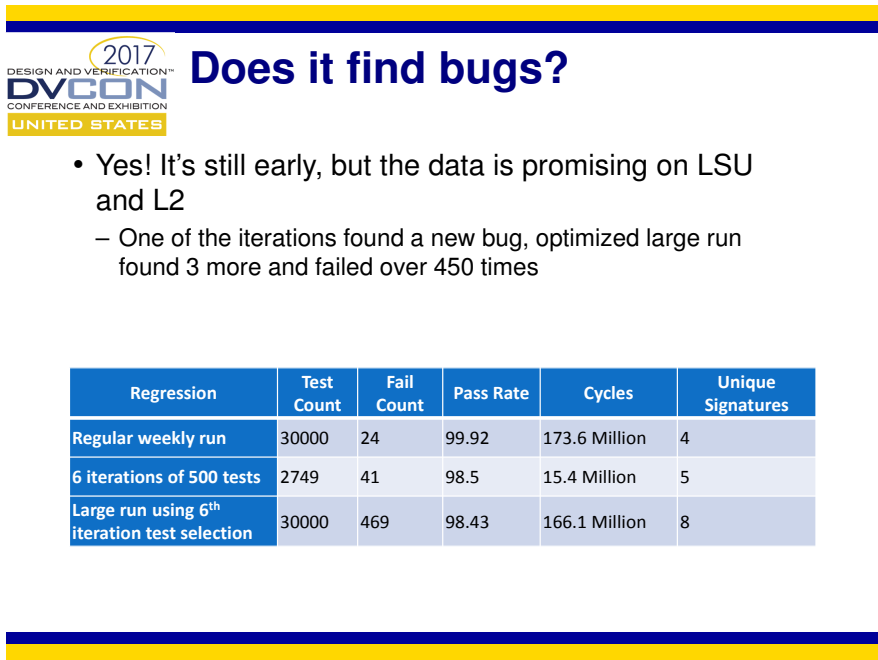 2017
DESIGN AND VERIFICATION™
DVCON
CONFERENCE AND EXHIBITION
UNITED STATES
Does it find bugs?
• Yes! It's still early, but the data is promising on LSU
and L2
– One of the iterations found a new bug, optimized large run
found 3 more and failed over 450 times
Regression Test Count Fail Count Pass Rate Cycles Unique Signatures
Regular weekly run 30000 24 99.92 173.6 Million 4
6 iterations of 500 tests 2749 41 98.5 15.4 Million 5
Large run using 6th iteration test selection 30000 469 98.43 166.1 Million 8